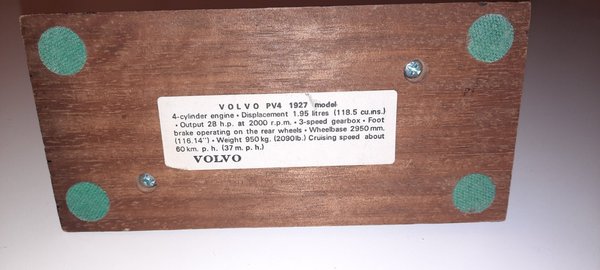 VOLVO PV4 1927 model
4-cylinder engine • Displacement 1.95 litres (118.5 cu.ins.)
• Output 28 h.p. at 2000 r.p.m. • 3-speed gearbox • Foot
brake operating on the rear wheels • Wheelbase 2950 mm.
(116.14") • Weight 950 kg. (2090lb.) Cruising speed about
60 km. p. h. (37 m. p. h.)
VOLVO